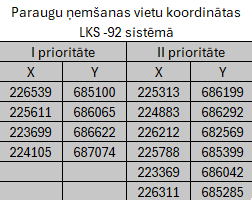 Paraugu ņemšanas vietu koordinātas
LKS -92 sistēmā
I prioritāte II prioritāte
X Y X Y
226539 685100 225313 686199
225611 686065 224883 686292
223699 686622 226212 682569
224105 687074 225788 685399
223369 686042
226311 685285